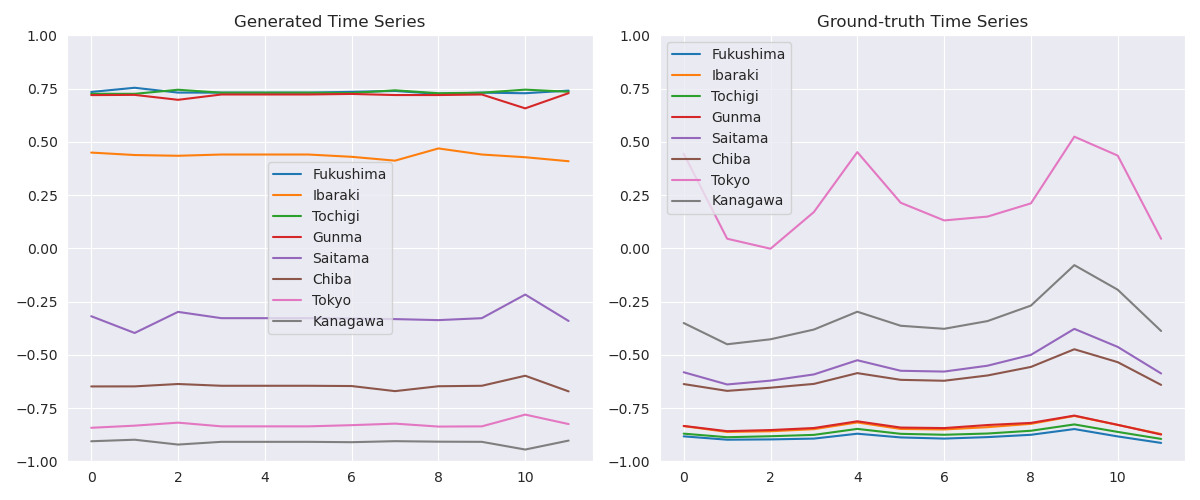 Generated Time Series
1.00
0.75
0.50
0.25
0.00
−0.25
−0.50
−0.75
−1.00
0 2 4 6 8 10
Fukushima
Ibaraki
Tochigi
Gunma
Saitama
Chiba
Tokyo
Kanagawa
Ground-truth Time Series
1.00
0.75
0.50
0.25
0.00
−0.25
−0.50
−0.75
−1.00
0 2 4 6 8 10
Fukushima
Ibaraki
Tochigi
Gunma
Saitama
Chiba
Tokyo
Kanagawa